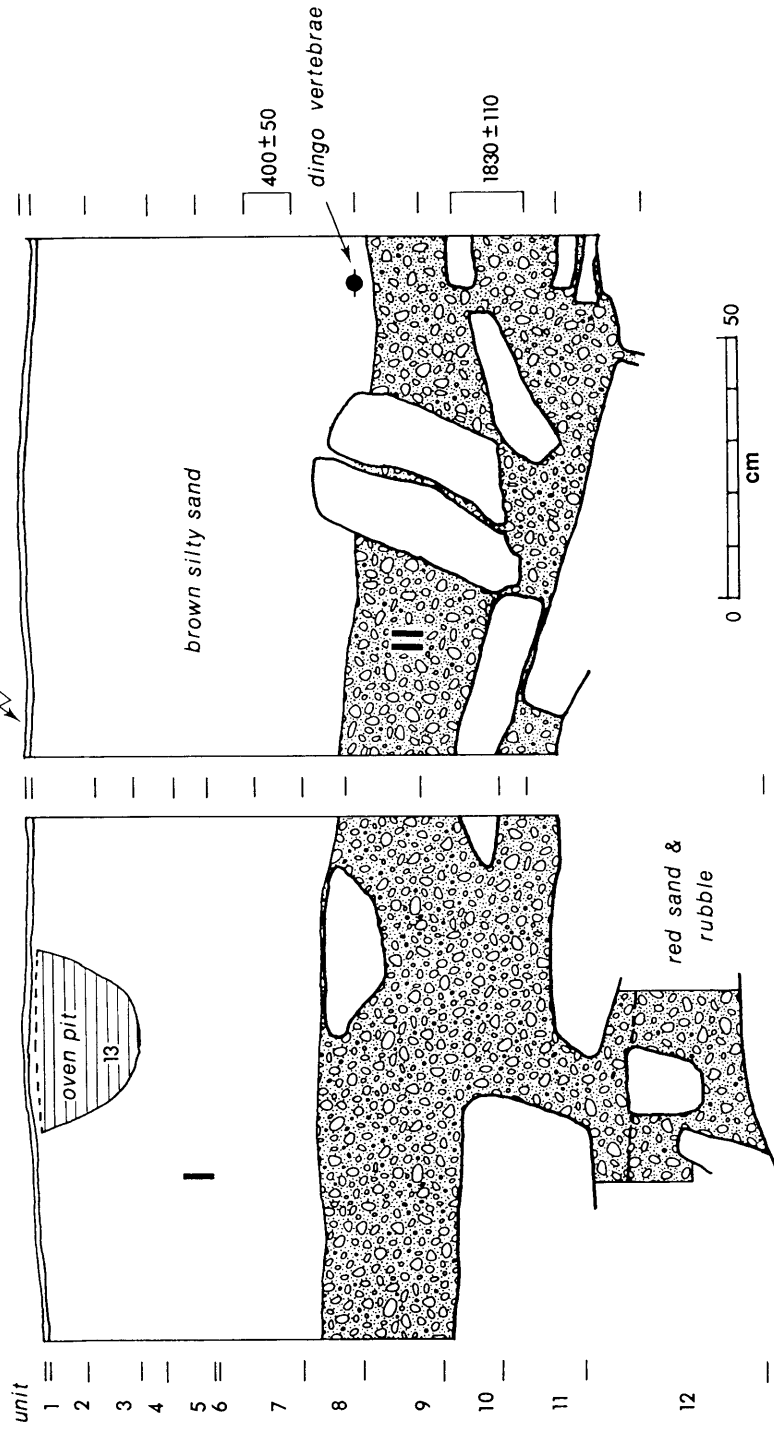 unit
1
2
3
4
5
6
7
8
9
10
11
12
oven pit
13
I
red sand &
rubble
brown silty sand
II
400±50
dingo vertebrae
1830±110
0
50
cm